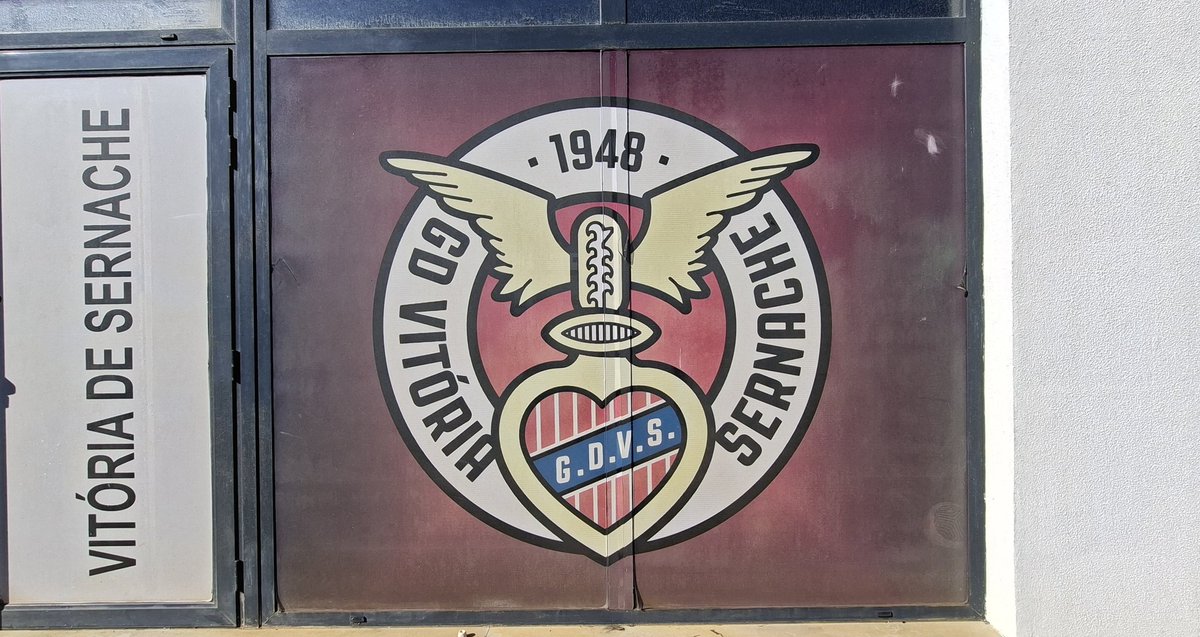 VITÓRIA DE SERNACHE
· 1948 ·
GD VITÓRIA
SERNACHE
G.D.V.S.